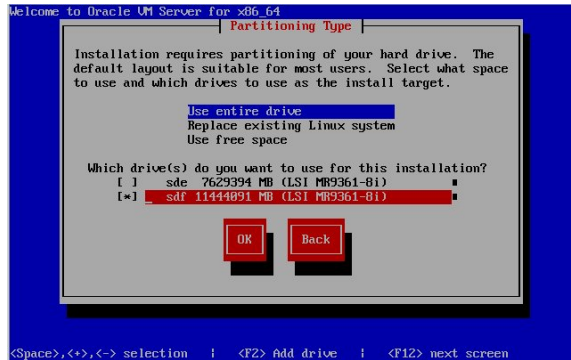 Welcome to Oracle VM Server for x86_64
Partitioning Type
Installation requires partitioning of your hard drive.  The
default layout is suitable for most users.  Select what space
to use and which drives to use as the install target.
Use entire drive
Replace existing Linux system
Use free space
Which drive(s) do you want to use for this installation?
[ ]   sde  7629394 MB (LSI MR9361-8i)
[*]   sdf 11444091 MB (LSI MR9361-8i)
OK   Back
<Space>,<+>,<-> selection   |   <F2> Add drive   |   <F12> next screen